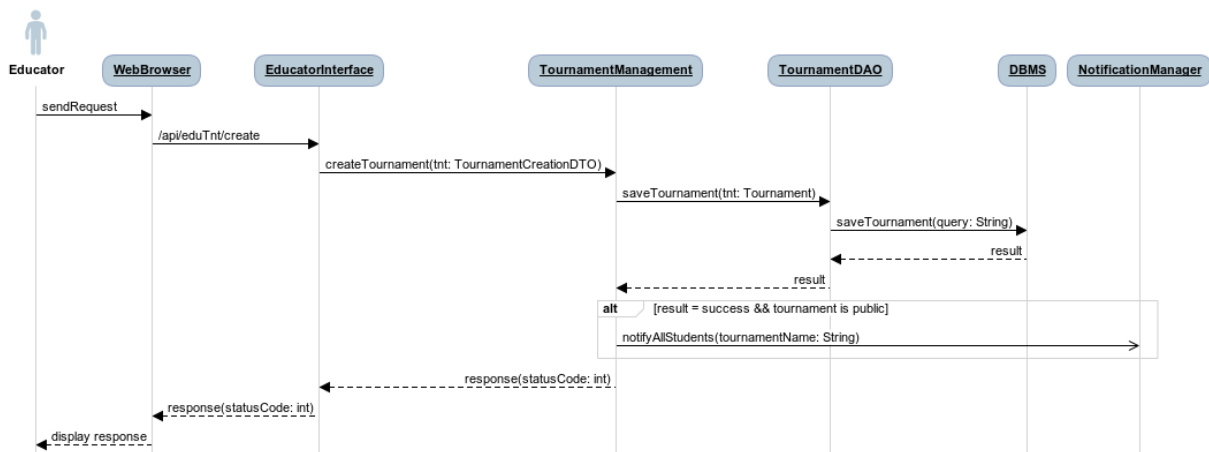 Educator
WebBrowser
EducatorInterface
TournamentManagement
TournamentDAO
DBMS
NotificationManager
sendRequest
/api/eduTnt/create
createTournament(tnt: TournamentCreationDTO)
saveTournament(tnt: Tournament)
saveTournament(query: String)
result
result
alt [result = success && tournament is public]
notifyAllStudents(tournamentName: String)
response(statusCode: int)
response(statusCode: int)
display response